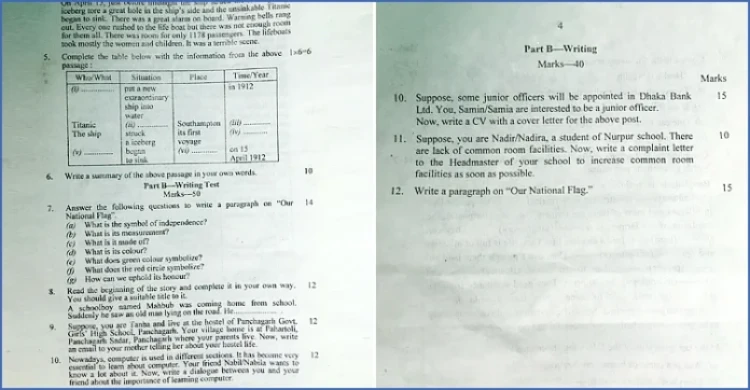 On April 15, just before midnight the ship
iceberg tore a great hole in the ship's side and the unsinkable Titanic
began to sink. There was a great alarm on board. Warning bells rang
out. Every one rushed to the life boat but there was not enough room
for them all. There was room for only 1178 passengers. The lifeboats
took mostly the women and children. It was a terrible scene.
5. Complete the table below with the information from the above 1×6=6
passage :
Who/What Situation Place Time/Year
(i) .............. put a new extraordinary ship into water in 1912
Titanic (ii) .............. Southampton (iii) ..............
The ship struck a iceberg its first voyage (iv) ..............
(v) .............. began to sink (vi) .............. on 15 April 1912
6. Write a summary of the above passage in your own words. 10
Part B—Writing Test
Marks—50
7. Answer the following questions to write a paragraph on "Our 14
National Flag".
(a) What is the symbol of independence?
(b) What is its measurement?
(c) What is it made of?
(d) What is its colour?
(e) What does green colour symbolize?
(f) What does the red circle symbolize?
(g) How can we uphold its honour?
8. Read the beginning of the story and complete it in your own way. 12
You should give a suitable title to it.
A schoolboy named Mahbub was coming home from school.
Suddenly he saw an old man lying on the road. He....................
9. Suppose, you are Tanha and live at the hostel of Panchagarh Govt. 12
Girls' High School, Panchagarh. Your village home is at Paharsoli,
Panchagarh Sadar, Panchagarh where your parents live. Now, write
an email to your mother telling her about your hostel life.
10. Nowadays, computer is used in different sections. It has become very 12
essential to learn about computer. Your friend Nabil/Nabila wants to
know a lot about it. Now, write a dialogue between you and your
friend about the importance of learning computer.
4
Part B—Writing
Marks—40
Marks
10. Suppose, some junior officers will be appointed in Dhaka Bank 15
Ltd. You, Samin/Samia are interested to be a junior officer.
Now, write a CV with a cover letter for the above post.
11. Suppose, you are Nadir/Nadira, a student of Nurpur school. There 10
are lack of common room facilities. Now, write a complaint letter
to the Headmaster of your school to increase common room
facilities as soon as possible.
12. Write a paragraph on "Our National Flag." 15